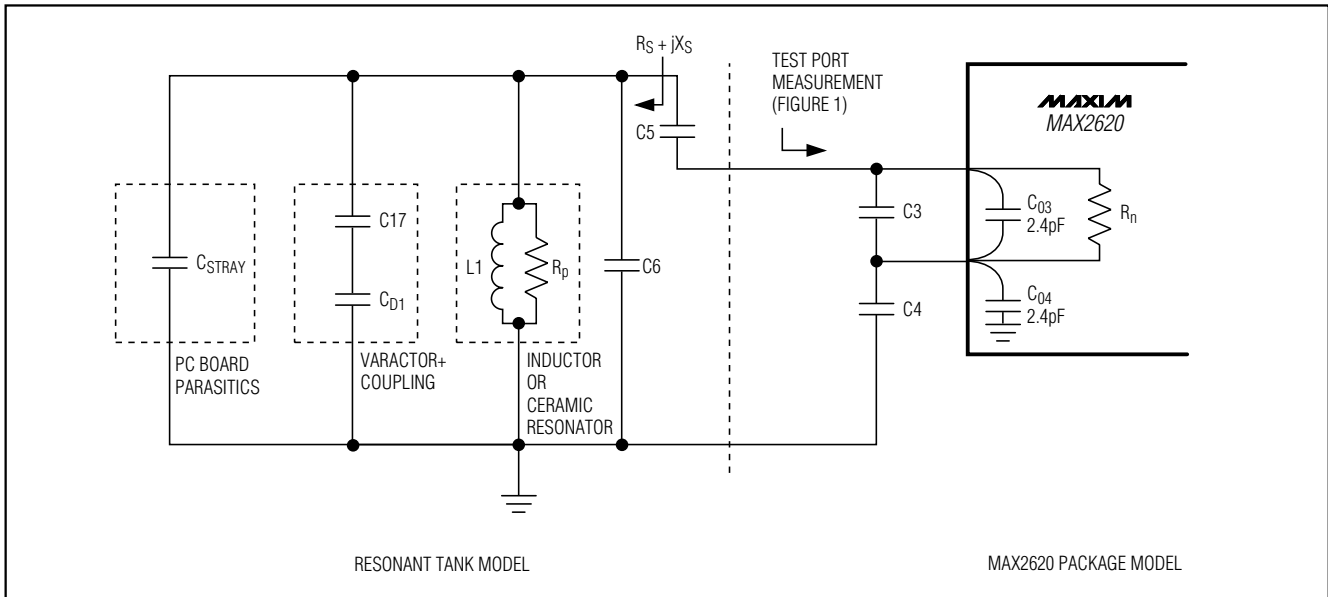 RS + jXS
TEST PORT
MEASUREMENT
(FIGURE 1)
MAXIM
MAX2620
C5
C17
CSTRAY
L1
Rp
C6
CD1
C3
C03
2.4pF
Rn
C4
C04
2.4pF
PC BOARD
PARASITICS
VARACTOR+
COUPLING
INDUCTOR
OR
CERAMIC
RESONATOR
RESONANT TANK MODEL
MAX2620 PACKAGE MODEL